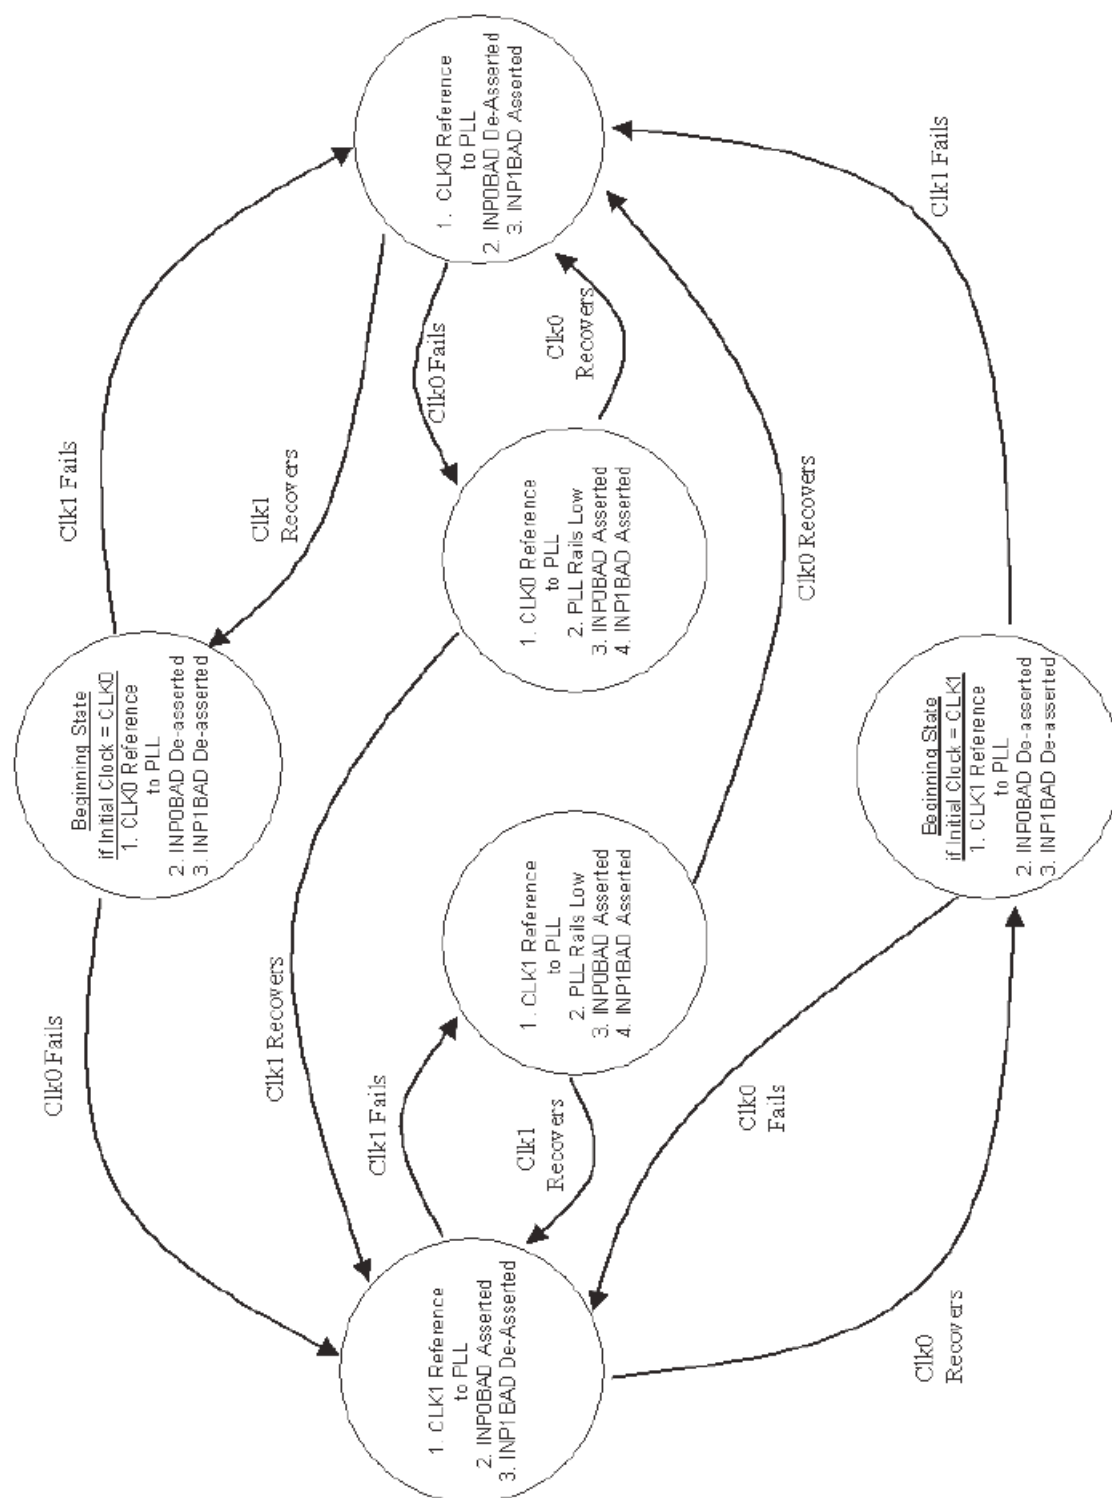 Beginning State
if Initial Clock = CLK0
1. CLK0 Reference
to PLL
2. INP0BAD De-asserted
3. INP1BAD De-asserted
Clk0 Fails
Clk1 Fails
Clk1
Recovers
Clk1 Recovers
1. CLK1 Reference
to PLL
2. INP0BAD Asserted
3. INP1BAD De-Asserted
Clk1 Fails
Clk1
Recovers
1. CLK1 Reference
to PLL
2. PLL Rails Low
3. INP0BAD Asserted
4. INP1BAD Asserted
1. CLK0 Reference
to PLL
2. PLL Rails Low
3. INP0BAD Asserted
4. INP1BAD Asserted
Clk0 Fails
Clk0
Recovers
1. CLK0 Reference
to PLL
2. INP0BAD De-Asserted
3. INP1BAD Asserted
Clk0
Fails
Clk0 Recovers
Clk0
Recovers
Beginning State
if Initial Clock = CLK1
1. CLK1 Reference
to PLL
2. INP0BAD De-asserted
3. INP1BAD De-asserted
Clk1 Fails